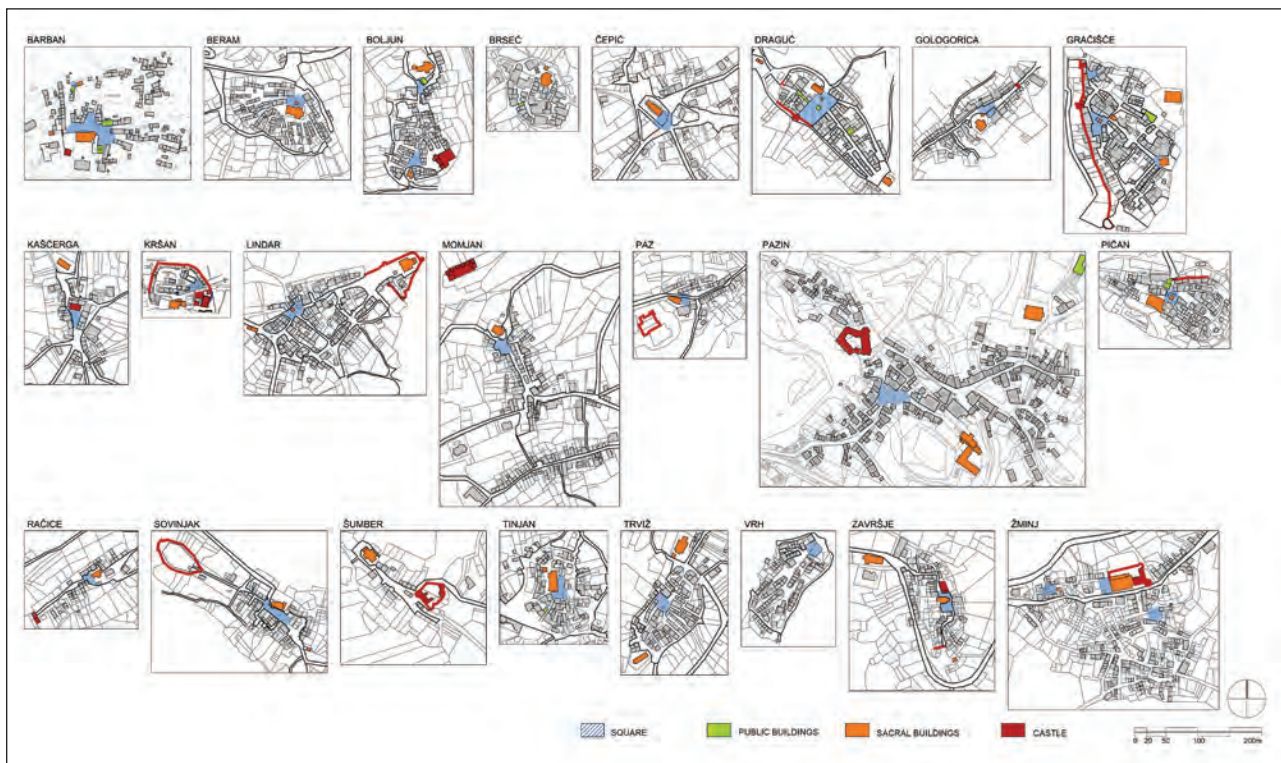 BARBAN
BERAM
BOLJUN
BRSEČ
ČEPIĆ
DRAGUĆ
GOLOGORICA
GRAČIŠĆE
KAŠĆERGA
KRŠAN
LINDAR
MOMJAN
PAZ
PAZIN
PIĆAN
RAČICE
SOVINJAK
ŠUMBER
TINJAN
TRVIŽ
VRH
ZAVRŠJE
ŽMINJ
SQUARE
PUBLIC BUILDINGS
SACRAL BUILDINGS
CASTLE
0 20 50 100 200m